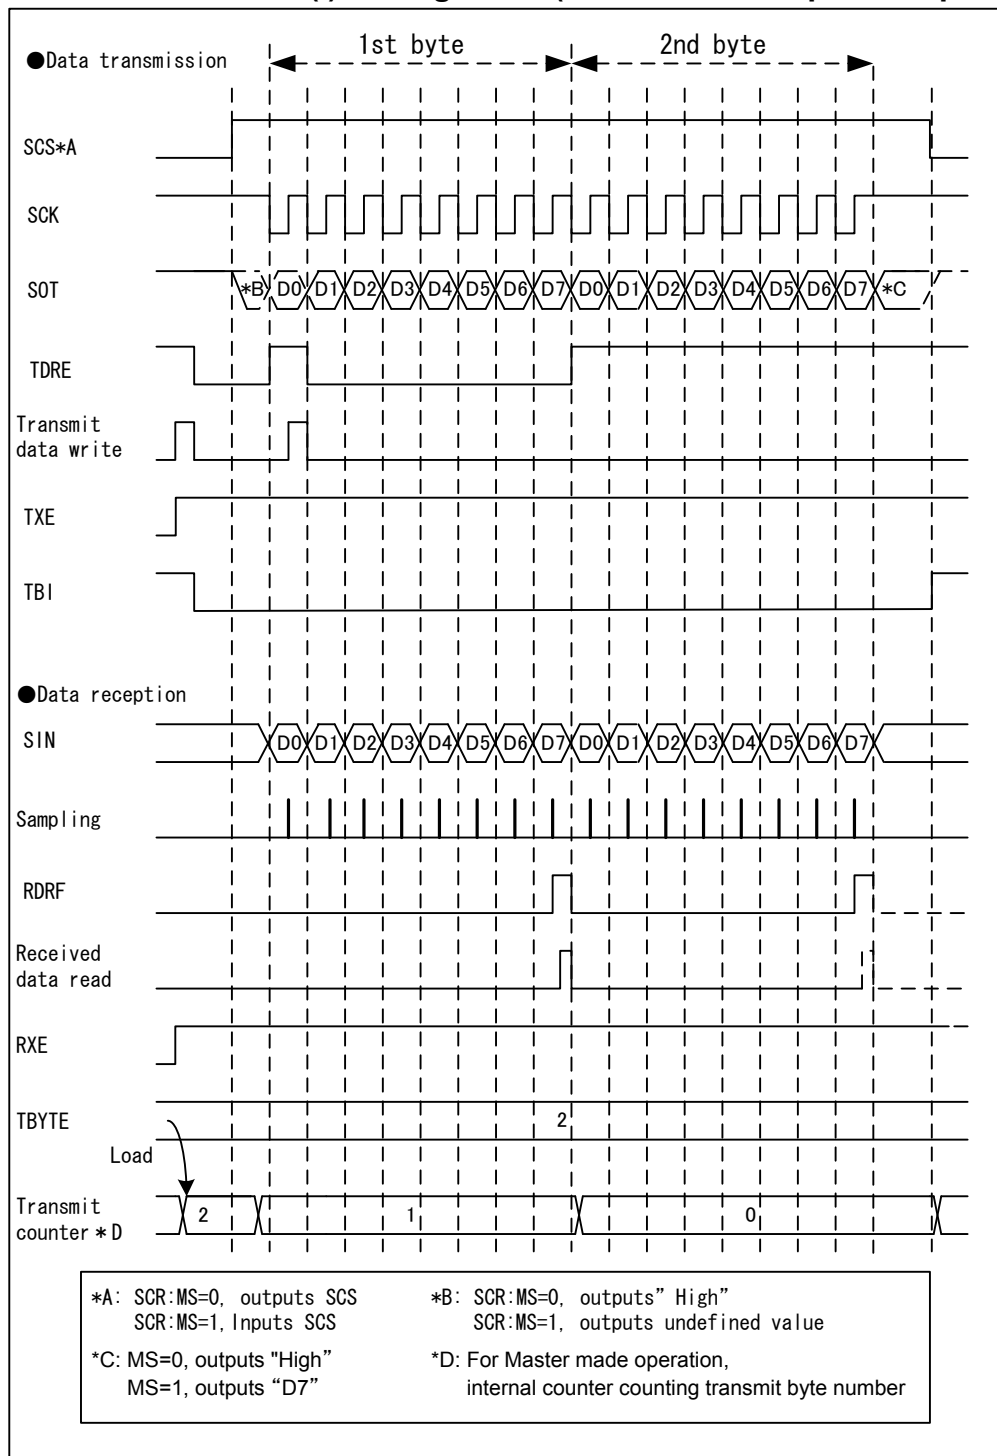 1st byte 2nd byte
●Data transmission
SCS*A
SCK
SOT *B D0 D1 D2 D3 D4 D5 D6 D7 D0 D1 D2 D3 D4 D5 D6 D7 *C
TDRE
Transmit
data write
TXE
TBI
●Data reception
SIN D0 D1 D2 D3 D4 D5 D6 D7 D0 D1 D2 D3 D4 D5 D6 D7
Sampling
RDRF
Received
data read
RXE
TBYTE 2
Load
Transmit
counter *D 2 1 0
*A: SCR:MS=0, outputs SCS
SCR:MS=1, Inputs SCS
*B: SCR:MS=0, outputs” High”
SCR:MS=1, outputs undefined value
*C: MS=0, outputs "High”
MS=1, outputs “D7”
*D: For Master made operation,
internal counter counting transmit byte number